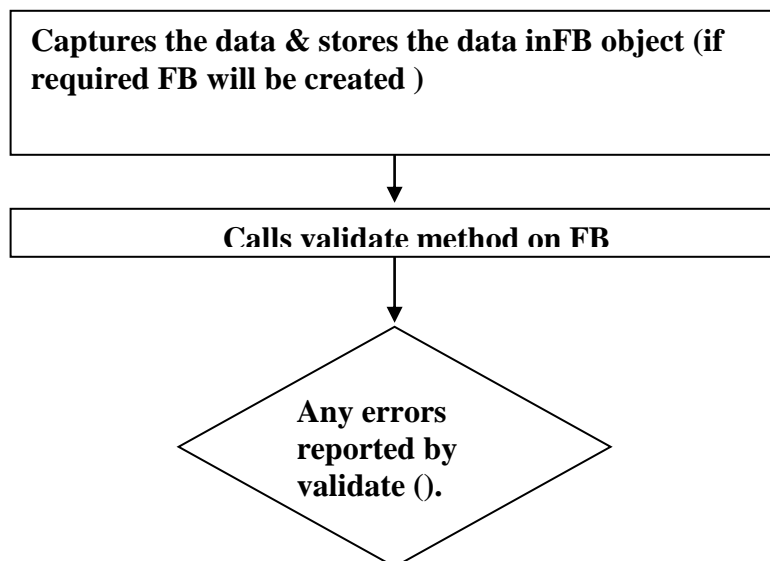 Captures the data & stores the data inFB object (if
required FB will be created )
Calls validate method on FB
Any errors
reported by
validate ().